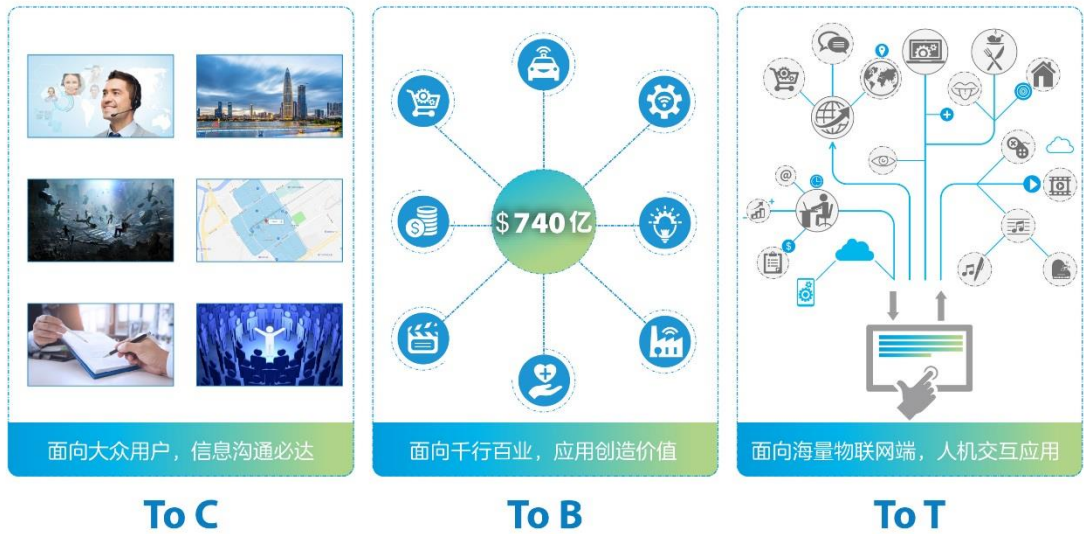 $740亿
@
$
面向大众用户，信息沟通必达
面向千行百业，应用创造价值
面向海量物联网端，人机交互应用
To C
To B
To T